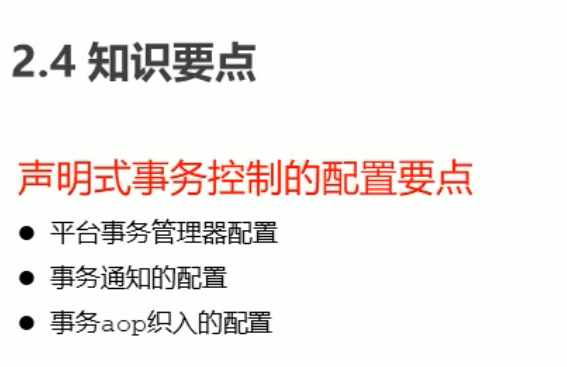 2.4 知识要点
声明式事务控制的配置要点
● 平台事务管理器配置
● 事务通知的配置
● 事务aop织入的配置